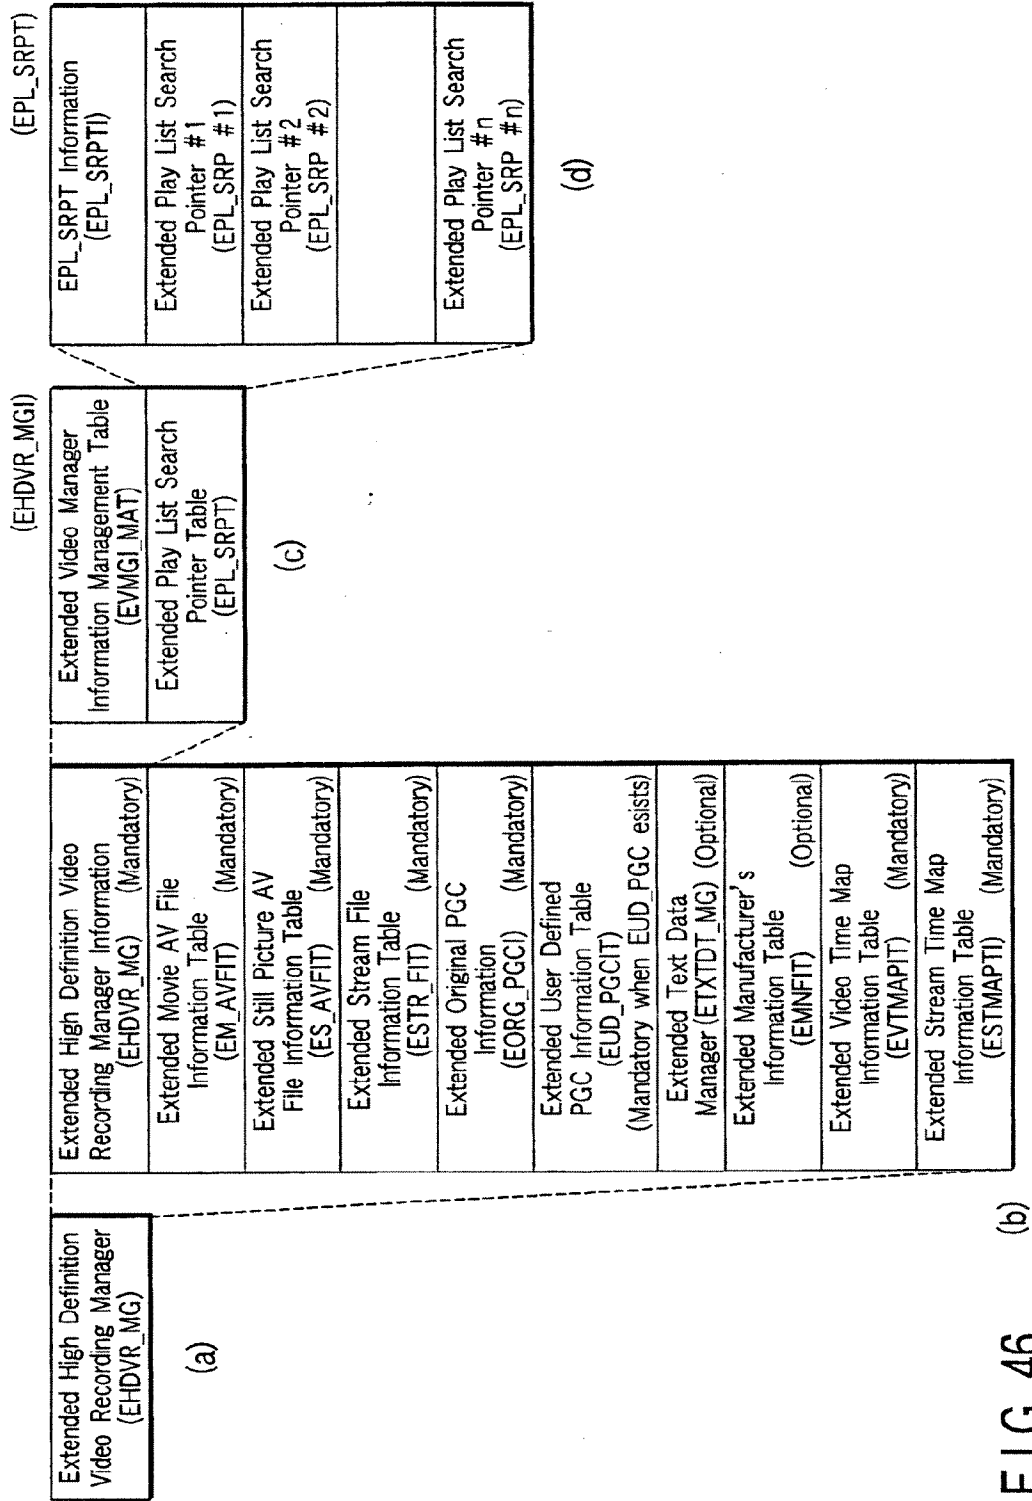 Extended High Definition
Video Recording Manager
(EHDVR_MG)
(a)
Extended High Definition Video
Recording Manager Information
(EHDVR_MG) (Mandatory)
Extended Movie AV File
Information Table
(EM_AVFIT) (Mandatory)
Extended Still Picture AV
File Information Table
(ES_AVFIT) (Mandatory)
Extended Stream File
Information Table
(ESTR_FIT) (Mandatory)
Extended Original PGC
Information
(EORG_PGCI) (Mandatory)
Extended User Defined
PGC Information Table
(EUD_PGCIT)
(Mandatory when EUD_PGC esists)
Extended Text Data
Manager (ETXTDT_MG) (Optional)
Extended Manufacturer's
Information Table
(EMNFIT) (Optional)
Extended Video Time Map
Information Table
(EVTMAPIT) (Mandatory)
Extended Stream Time Map
Information Table
(ESTMAPTI) (Mandatory)
(b)
(EHDVR_MGI)
Extended Video Manager
Information Management Table
(EVMGI_MAT)
Extended Play List Search
Pointer Table
(EPL_SRPT)
(c)
(EPL_SRPT)
EPL_SRPT Information
(EPL_SRPTI)
Extended Play List Search
Pointer #1
(EPL_SRP #1)
Extended Play List Search
Pointer #2
(EPL_SRP #2)
Extended Play List Search
Pointer #n
(EPL_SRP #n)
(d)
FIG. 46